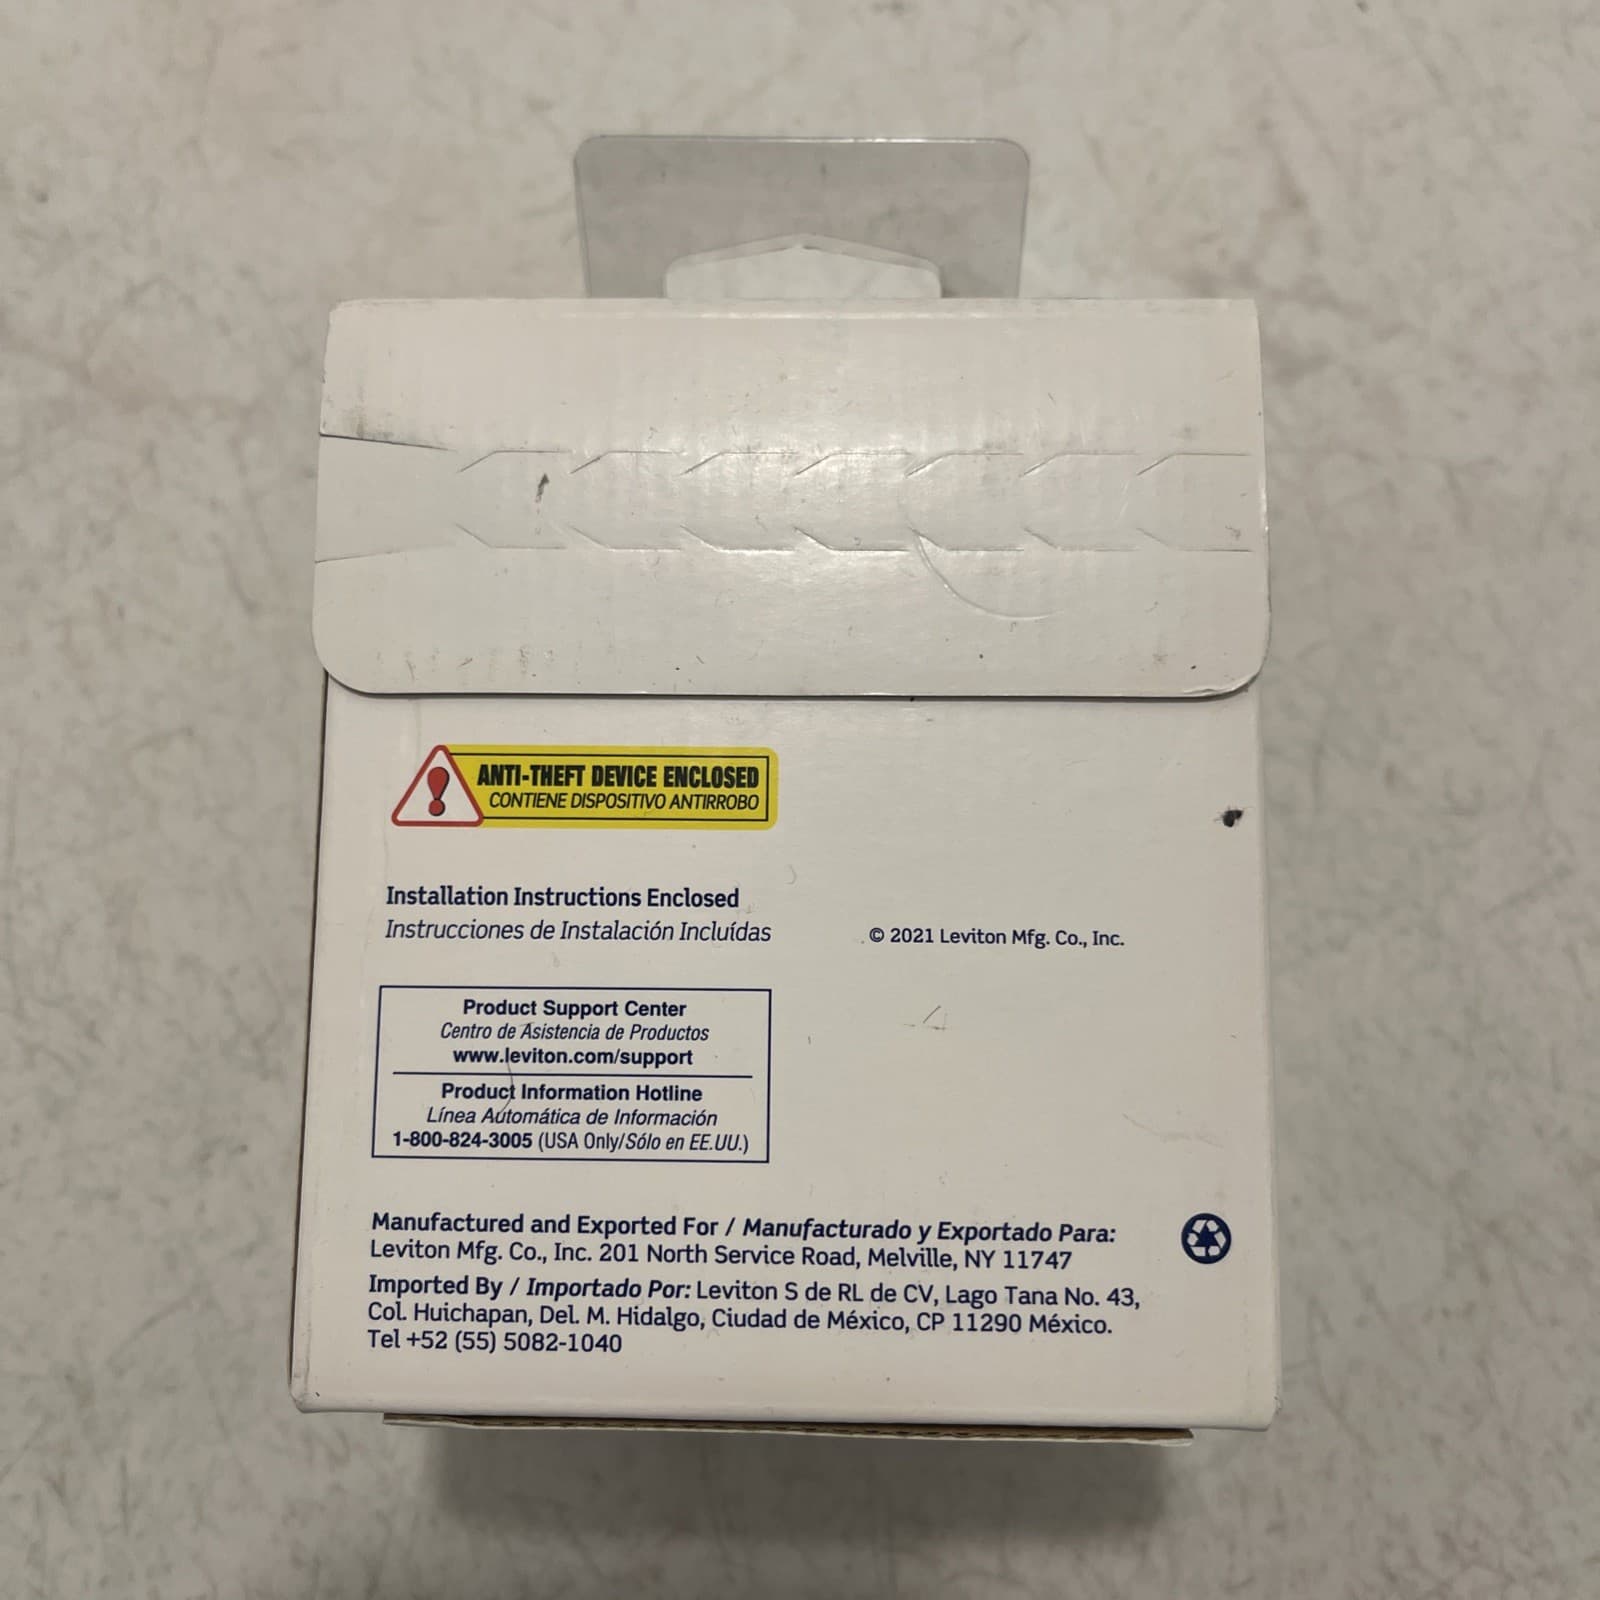 ANTI-THEFT DEVICE ENCLOSED
CONTIENE DISPOSITIVO ANTIRROBO
Installation Instructions Enclosed
Instrucciones de Instalación Incluídas
© 2021 Leviton Mfg. Co., Inc.
Product Support Center
Centro de Asistencia de Productos
www.leviton.com/support
Product Information Hotline
Línea Automática de Información
1-800-824-3005 (USA Only/Sólo en EE.UU.)
Manufactured and Exported For / Manufacturado y Exportado Para:
Leviton Mfg. Co., Inc. 201 North Service Road, Melville, NY 11747
Imported By / Importado Por: Leviton S de RL de CV, Lago Tana No. 43,
Col. Huichapan, Del. M. Hidalgo, Ciudad de México, CP 11290 México.
Tel +52 (55) 5082-1040